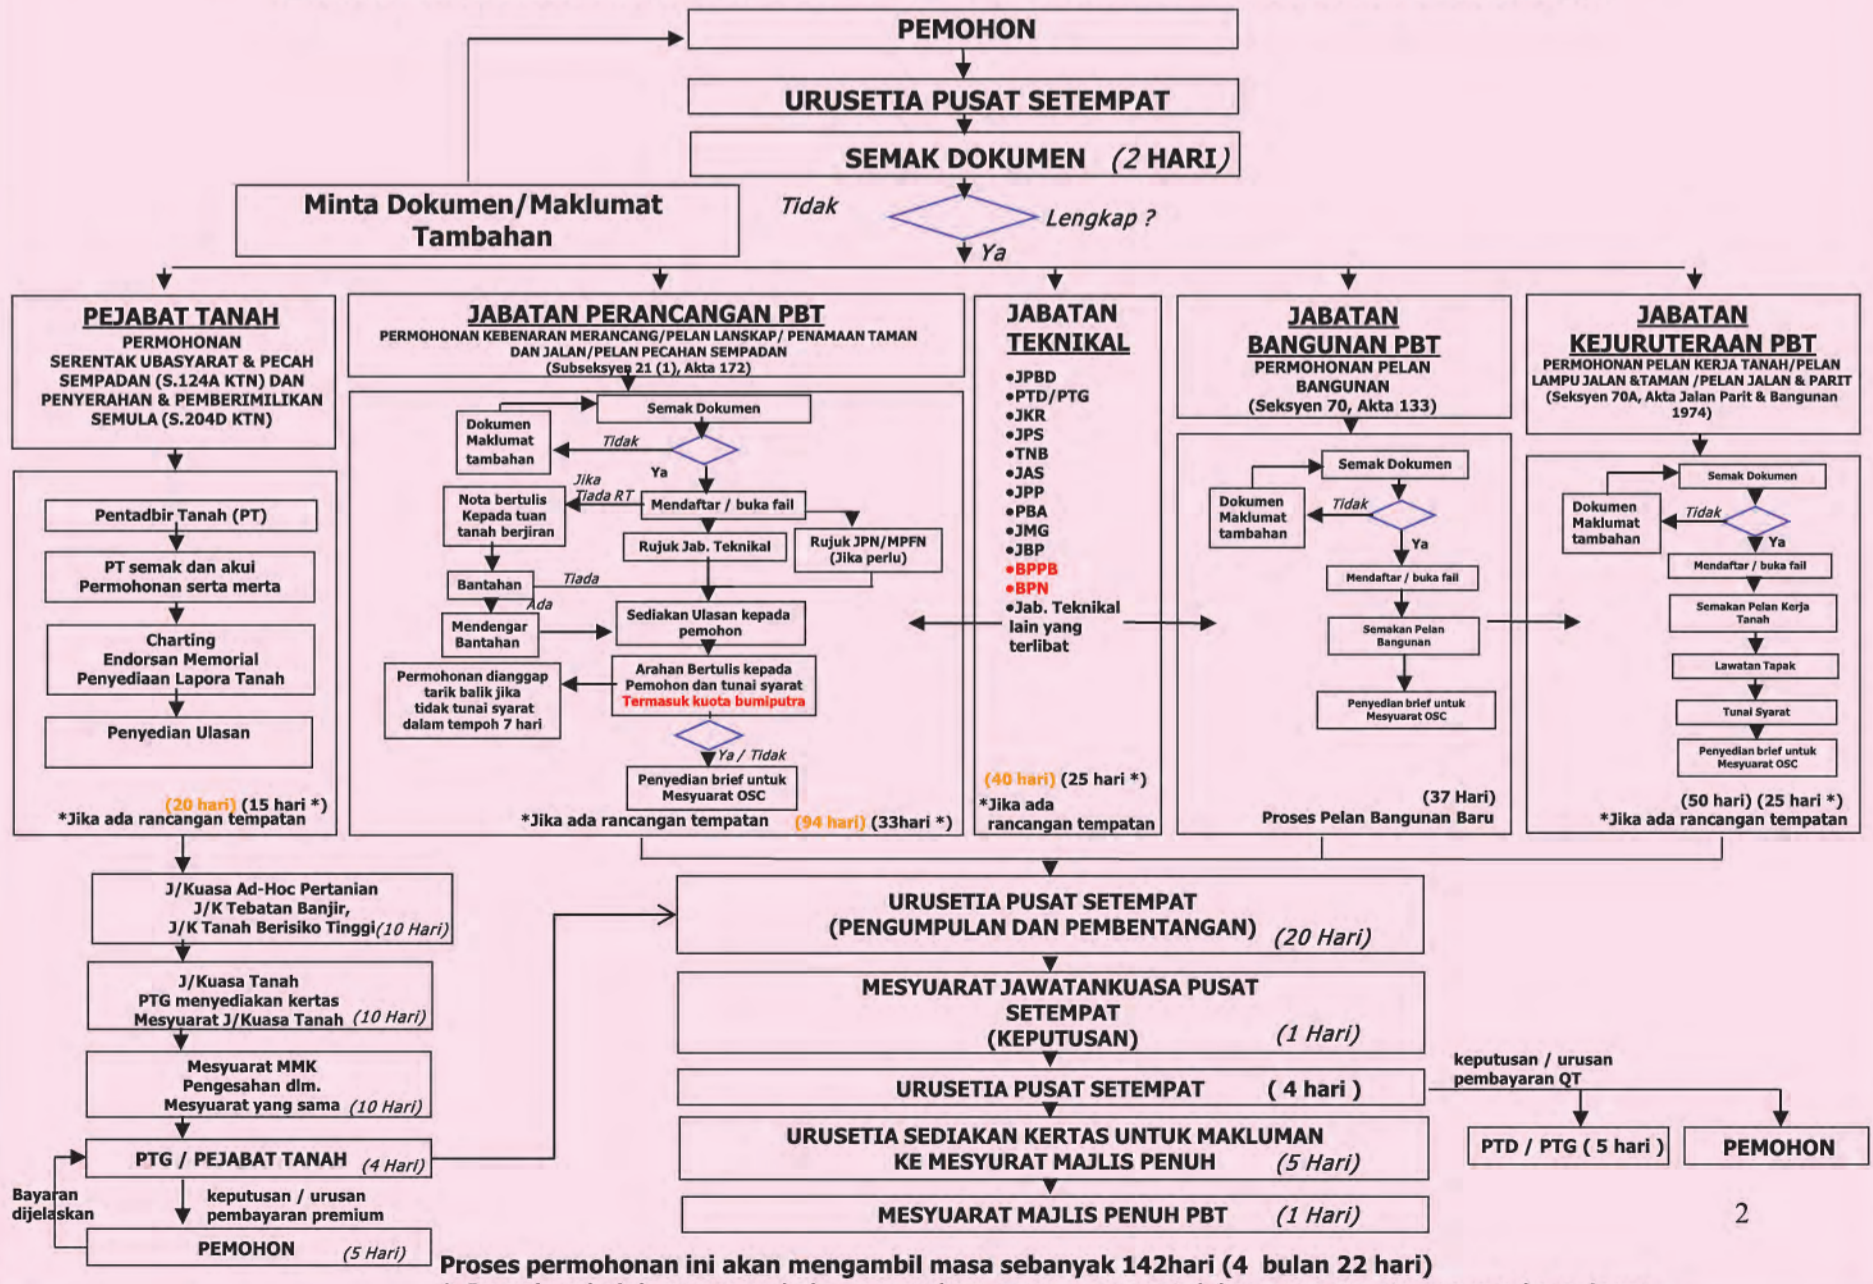 PEMOHON
URUSETIA PUSAT SETEMPAT
SEMAK DOKUMEN (2 HARI)
Minta Dokumen/Maklumat
Tambahan
Tidak
Lengkap ?
Ya
PEJABAT TANAH
PERMOHONAN
SERENTAK UBASYARAT & PECAH
SEMPADAN (S.124A KTN) DAN
PENYERAHAN & PEMBERIMILIKAN
SEMULA (S.204D KTN)
Pentadbir Tanah (PT)
PT semak dan akui
Permohonan serta merta
Charting
Endorsan Memorial
Penyediaan Lapora Tanah
Penyedian Ulasan
(20 hari) (15 hari *)
*Jika ada rancangan tempatan
JABATAN PERANCANGAN PBT
PERMOHONAN KEBENARAN MERANCANG/PELAN LANSKAP/ PENAMAAN TAMAN
DAN JALAN/PELAN PECAHAN SEMPADAN
(Subseksyen 21 (1), Akta 172)
Semak Dokumen
Dokumen
Maklumat
tambahan
Tidak
Ya
Jika
Tiada RT
Nota bertulis
Kepada tuan
tanah berjiran
Mendaftar / buka fail
Rujuk Jab. Teknikal
Rujuk JPN/MPFN
(Jika perlu)
Bantahan
Tiada
Ada
Mendengar
Bantahan
Sediakan Ulasan kepada
pemohon
Permohonan dianggap
tarik balik jika
tidak tunai syarat
dalam tempoh 7 hari
Arahan Bertulis kepada
Pemohon dan tunai syarat
Termasuk kuota bumiputra
Ya / Tidak
Penyedian brief untuk
Mesyuarat OSC
*Jika ada rancangan tempatan (94 hari) (33hari *)
JABATAN
TEKNIKAL
•JPBD
•PTD/PTG
•JKR
•JPS
•TNB
•JAS
•JPP
•PBA
•JMG
•JBP
•BPPB
•BPN
•Jab. Teknikal
lain yang
terlibat
(40 hari) (25 hari *)
*Jika ada
rancangan tempatan
JABATAN
BANGUNAN PBT
PERMOHONAN PELAN
BANGUNAN
(Seksyen 70, Akta 133)
Semak Dokumen
Dokumen
Maklumat
tambahan
Tidak
Ya
Mendaftar / buka fail
Semakan Pelan
Bangunan
Penyedian brief untuk
Mesyuarat OSC
(37 Hari)
Proses Pelan Bangunan Baru
JABATAN
KEJURUTERAAN PBT
PERMOHONAN PELAN KERJA TANAH/PELAN
LAMPU JALAN &TAMAN /PELAN JALAN & PARIT
(Seksyen 70A, Akta Jalan Parit & Bangunan
1974)
Semak Dokumen
Dokumen
Maklumat
tambahan
Tidak
Ya
Mendaftar / buka fail
Semakan Pelan Kerja
Tanah
Lawatan Tapak
Tunai Syarat
Penyedian brief untuk
Mesyuarat OSC
(50 hari) (25 hari *)
*Jika ada rancangan tempatan
J/Kuasa Ad-Hoc Pertanian
J/K Tebatan Banjir,
J/K Tanah Berisiko Tinggi (10 Hari)
J/Kuasa Tanah
PTG menyediakan kertas
Mesyuarat J/Kuasa Tanah (10 Hari)
Mesyuarat MMK
Pengesahan dlm.
Mesyuarat yang sama (10 Hari)
PTG / PEJABAT TANAH (4 Hari)
Bayaran
dijelaskan
keputusan / urusan
pembayaran premium
PEMOHON (5 Hari)
URUSETIA PUSAT SETEMPAT
(PENGUMPULAN DAN PEMBENTANGAN) (20 Hari)
MESYUARAT JAWATANKUASA PUSAT
SETEMPAT
(KEPUTUSAN) (1 Hari)
URUSETIA PUSAT SETEMPAT ( 4 hari )
keputusan / urusan
pembayaran QT
PTD / PTG ( 5 hari )
PEMOHON
URUSETIA SEDIAKAN KERTAS UNTUK MAKLUMAN
KE MESYURAT MAJLIS PENUH (5 Hari)
MESYUARAT MAJLIS PENUH PBT (1 Hari)
2
Proses permohonan ini akan mengambil masa sebanyak 142hari (4 bulan 22 hari)